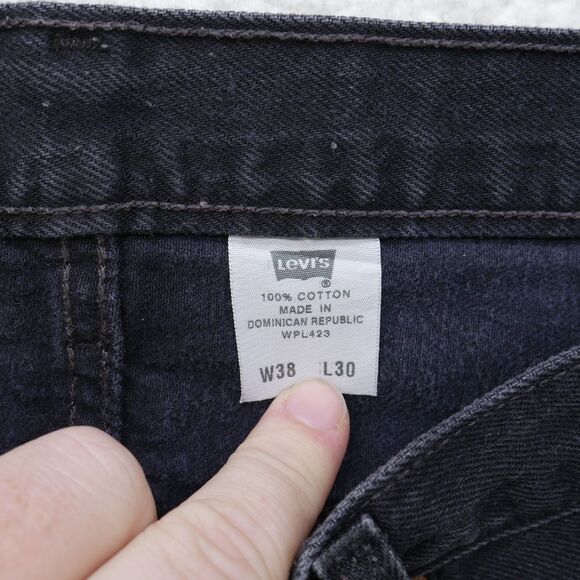 Levi's
®
100% COTTON
MADE IN
DOMINICAN REPUBLIC
WPL423
W38 L30